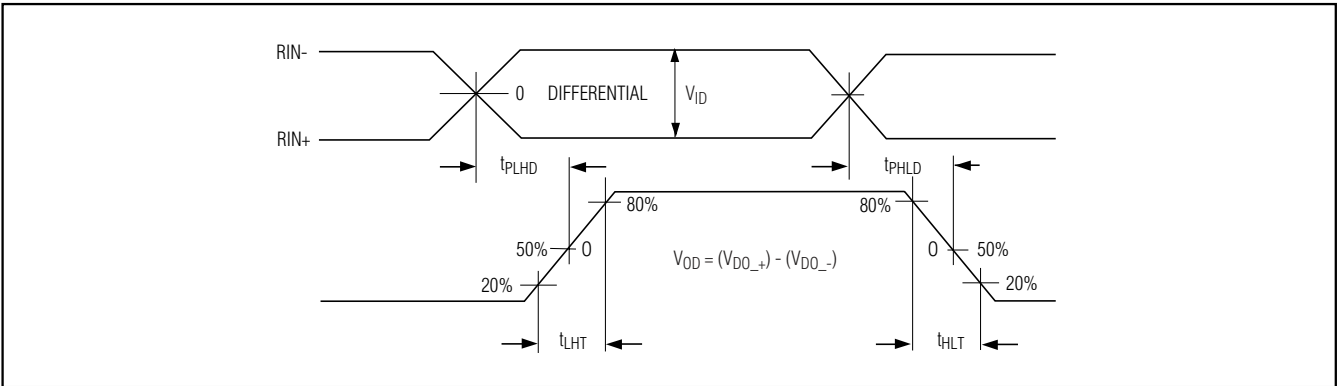 RIN-
0 DIFFERENTIAL V_ID
RIN+
t_PLHD t_PHLD
80% 80%
50% 0 V_OD = (V_DO_+) - (V_DO_-) 0 50%
20% 20%
t_LHT t_HLT